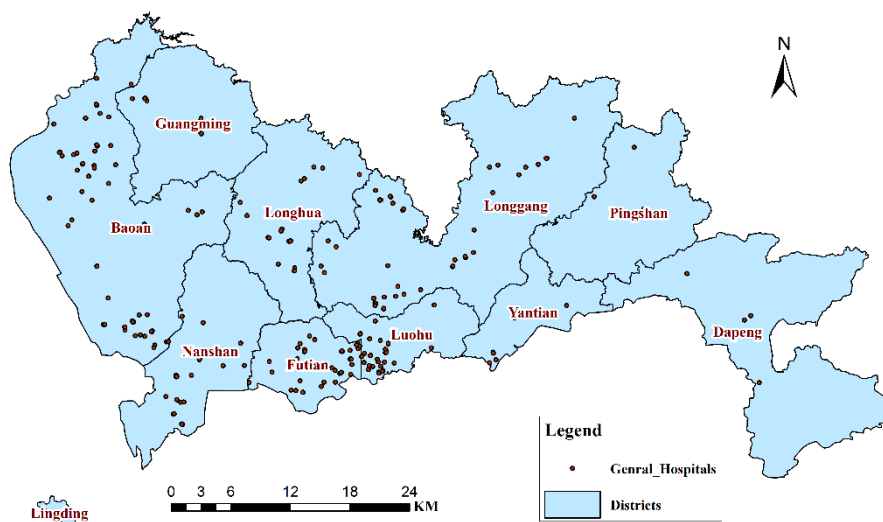 N
Guangming
Longhua
Longgang
Pingshan
Baoan
Yantian
Dapeng
Luohu
Nanshan
Futian
Legend
Genral_Hospitals
Districts
0 3 6 12 18 24
KM
Lingding